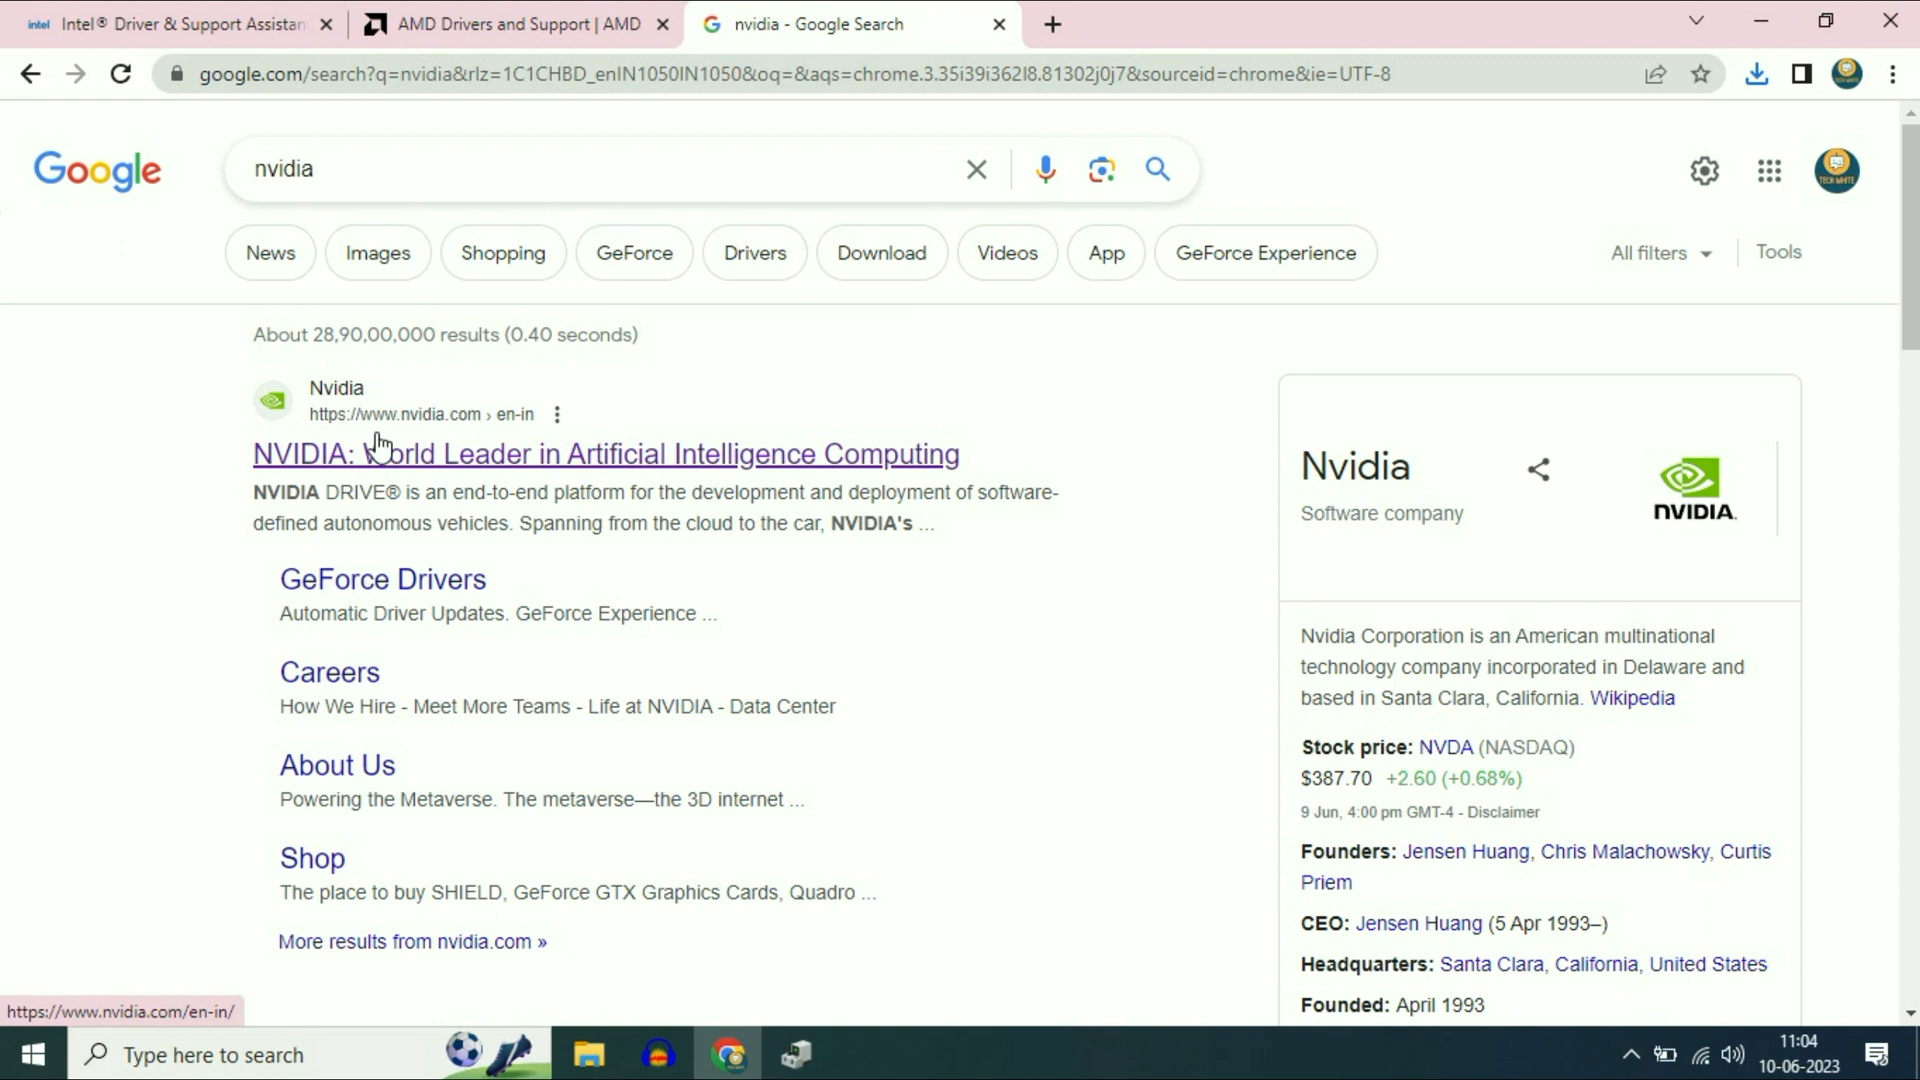 intel Intel® Driver & Support Assistan
AMD Drivers and Support | AMD
nvidia - Google Search
google.com/search?q=nvidia&rlz=1C1CHBD_enIN1050IN1050&oq=&aqs=chrome.3.35i39i362l8.81302j0j7&sourceid=chrome&ie=UTF-8
Google
nvidia
TECH WHITE
News
Images
Shopping
GeForce
Drivers
Download
Videos
App
GeForce Experience
All filters
Tools
About 28,90,00,000 results (0.40 seconds)
Nvidia
https://www.nvidia.com › en-in
NVIDIA: World Leader in Artificial Intelligence Computing
NVIDIA DRIVE® is an end-to-end platform for the development and deployment of software-
defined autonomous vehicles. Spanning from the cloud to the car, NVIDIA's ...
GeForce Drivers
Automatic Driver Updates. GeForce Experience ...
Careers
How We Hire - Meet More Teams - Life at NVIDIA - Data Center
About Us
Powering the Metaverse. The metaverse—the 3D internet ...
Shop
The place to buy SHIELD, GeForce GTX Graphics Cards, Quadro ...
More results from nvidia.com »
Nvidia
Software company
NVIDIA.
Nvidia Corporation is an American multinational
technology company incorporated in Delaware and
based in Santa Clara, California. Wikipedia
Stock price: NVDA (NASDAQ)
$387.70 +2.60 (+0.68%)
9 Jun, 4:00 pm GMT-4 - Disclaimer
Founders: Jensen Huang, Chris Malachowsky, Curtis
Priem
CEO: Jensen Huang (5 Apr 1993–)
Headquarters: Santa Clara, California, United States
Founded: April 1993
https://www.nvidia.com/en-in/
Type here to search
11:04
10-06-2023